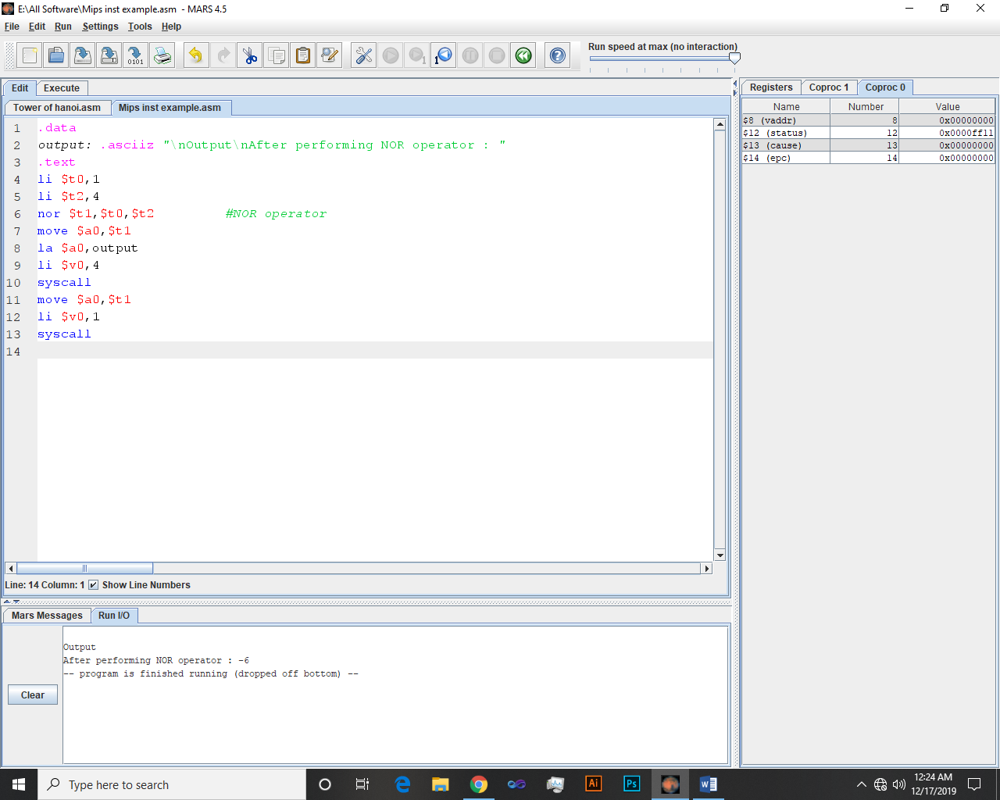 E:\All Software\Mips inst example.asm - MARS 4.5
File Edit Run Settings Tools Help
Run speed at max (no interaction)
Edit Execute
Tower of hanoi.asm Mips inst example.asm
1 .data
2 output: .asciiz "\nOutput\nAfter performing NOR operator : "
3 .text
4 li $t0,1
5 li $t2,4
6 nor $t1,$t0,$t2 #NOR operator
7 move $a0,$t1
8 la $a0,output
9 li $v0,4
10 syscall
11 move $a0,$t1
12 li $v0,1
13 syscall
14
Line: 14 Column: 1 Show Line Numbers
Registers Coproc 1 Coproc 0
Name Number Value
$8 (vaddr) 8 0x00000000
$12 (status) 12 0x0000ff11
$13 (cause) 13 0x00000000
$14 (epc) 14 0x00000000
Mars Messages Run I/O
Clear
Output
After performing NOR operator : -6
-- program is finished running (dropped off bottom) --
Type here to search
Ai
Ps
12:24 AM
12/17/2019